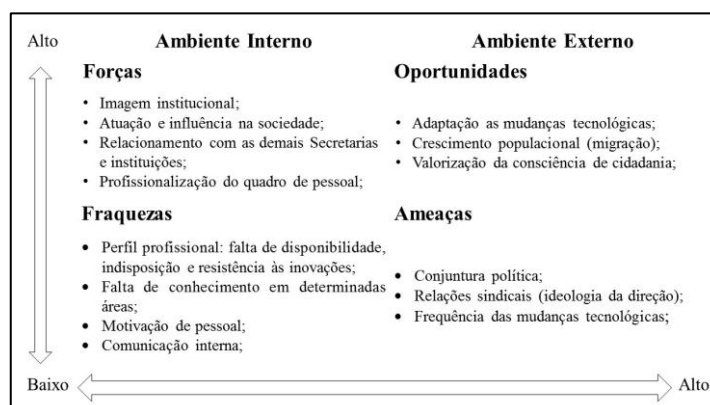 Alto
Ambiente Interno
Ambiente Externo
Forças
• Imagem institucional;
• Atuação e influência na sociedade;
• Relacionamento com as demais Secretarias
e instituições;
• Profissionalização do quadro de pessoal;
Oportunidades
• Adaptação as mudanças tecnológicas;
• Crescimento populacional (migração);
• Valorização da consciência de cidadania;
Fraquezas
• Perfil profissional: falta de disponibilidade,
indisposição e resistência às inovações;
• Falta de conhecimento em determinadas
áreas;
• Motivação de pessoal;
• Comunicação interna;
Ameaças
• Conjuntura política;
• Relações sindicais (ideologia da direção);
• Frequência das mudanças tecnológicas;
Baixo
Alto